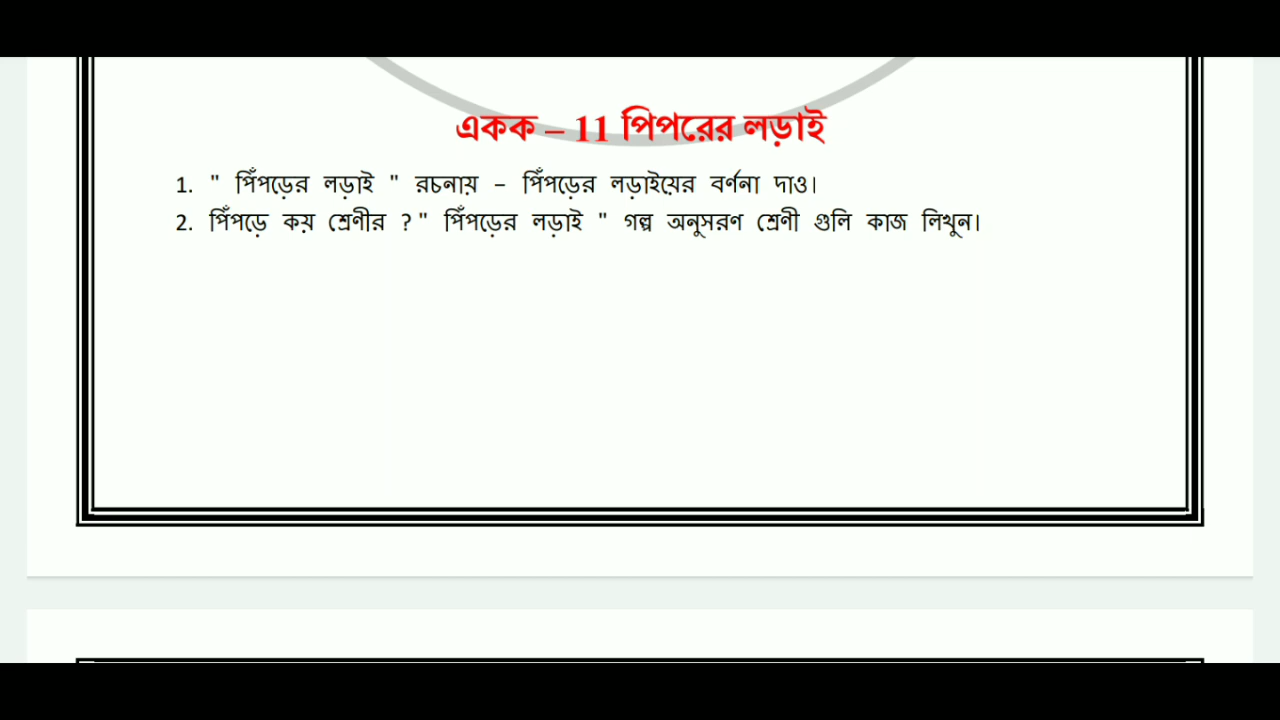 একক – 11 পিপরের লড়াই
1. " পিঁপড়ের লড়াই " রচনায় – পিঁপড়ের লড়াইয়ের বর্ণনা দাও।
2. পিঁপড়ে কয় শ্রেণীর ? " পিঁপড়ের লড়াই " গল্প অনুসরণ শ্রেণী গুলি কাজ লিখুন।